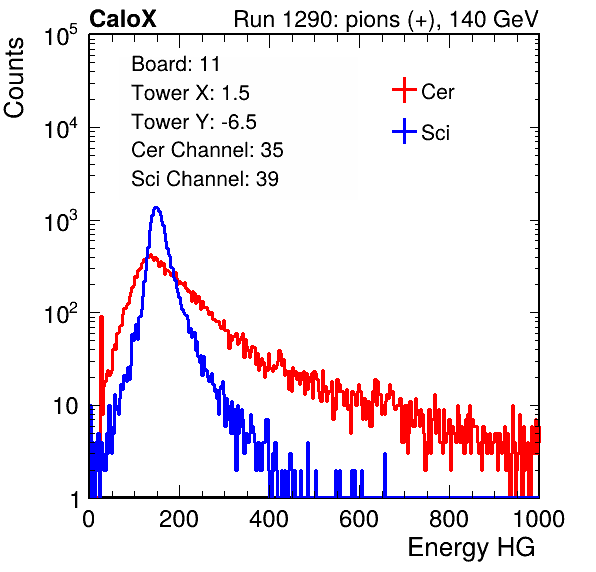 CaloX Run 1290: pions (+), 140 GeV
Counts
10^5
10^4
10^3
10^2
10
1
Board: 11
Tower X: 1.5
Tower Y: -6.5
Cer Channel: 35
Sci Channel: 39
Cer
Sci
0 200 400 600 800 1000
Energy HG